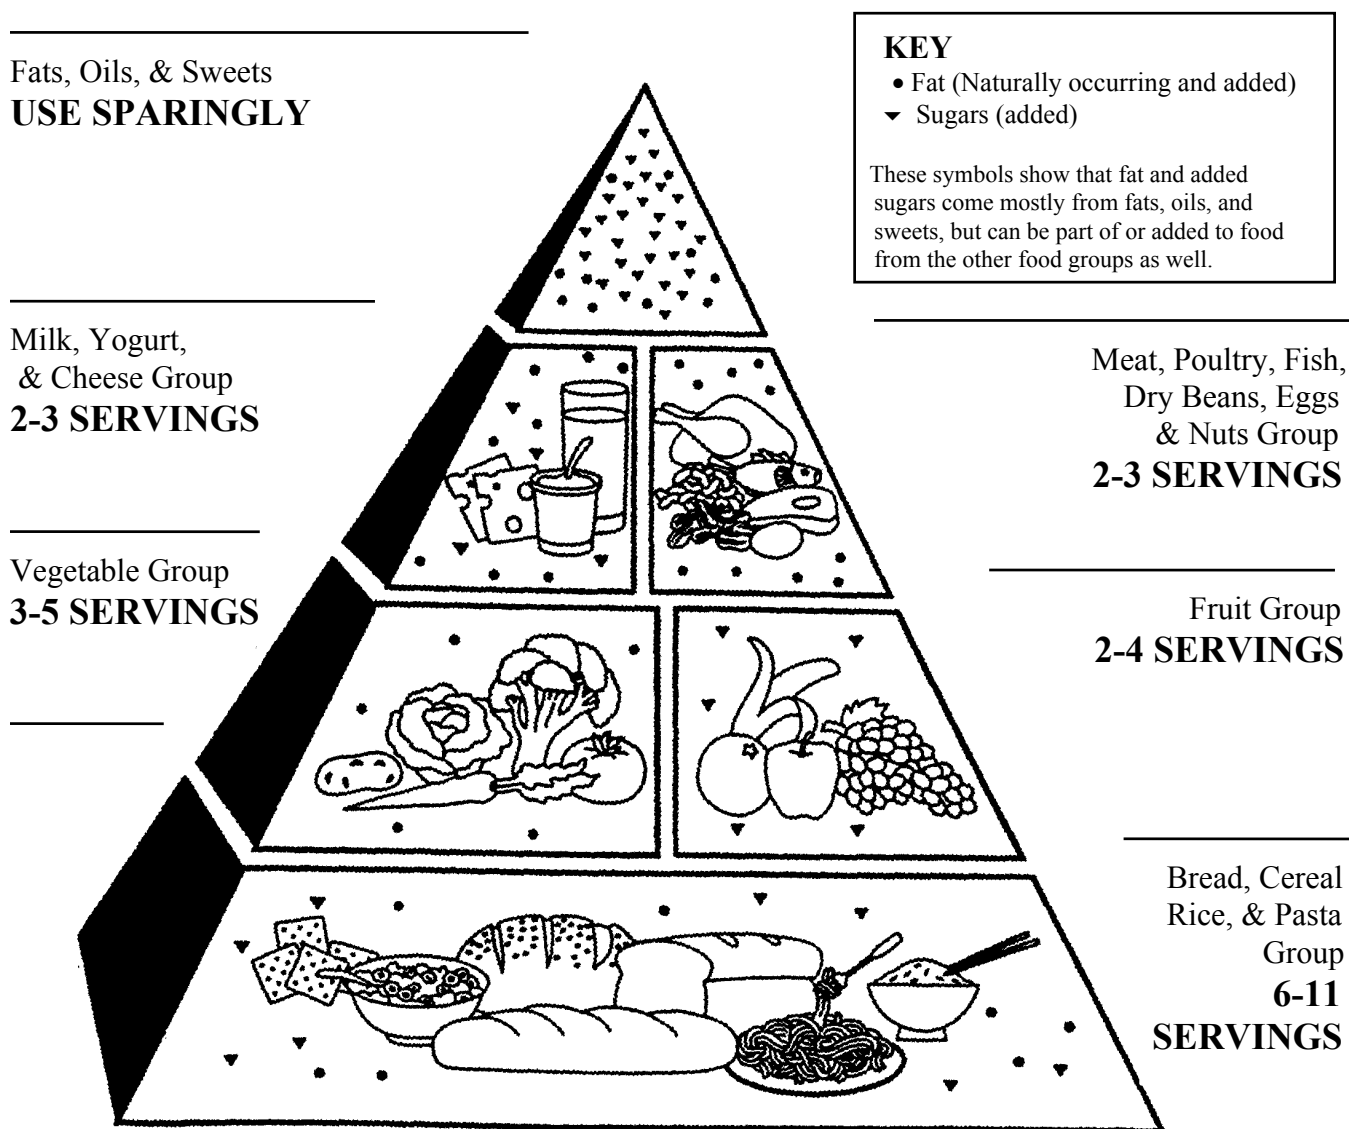 Fats, Oils, & Sweets
USE SPARINGLY
KEY
• Fat (Naturally occurring and added)
▼ Sugars (added)
These symbols show that fat and added
sugars come mostly from fats, oils, and
sweets, but can be part of or added to food
from the other food groups as well.
Milk, Yogurt,
& Cheese Group
2-3 SERVINGS
Meat, Poultry, Fish,
Dry Beans, Eggs
& Nuts Group
2-3 SERVINGS
Vegetable Group
3-5 SERVINGS
Fruit Group
2-4 SERVINGS
Bread, Cereal
Rice, & Pasta
Group
6-11
SERVINGS